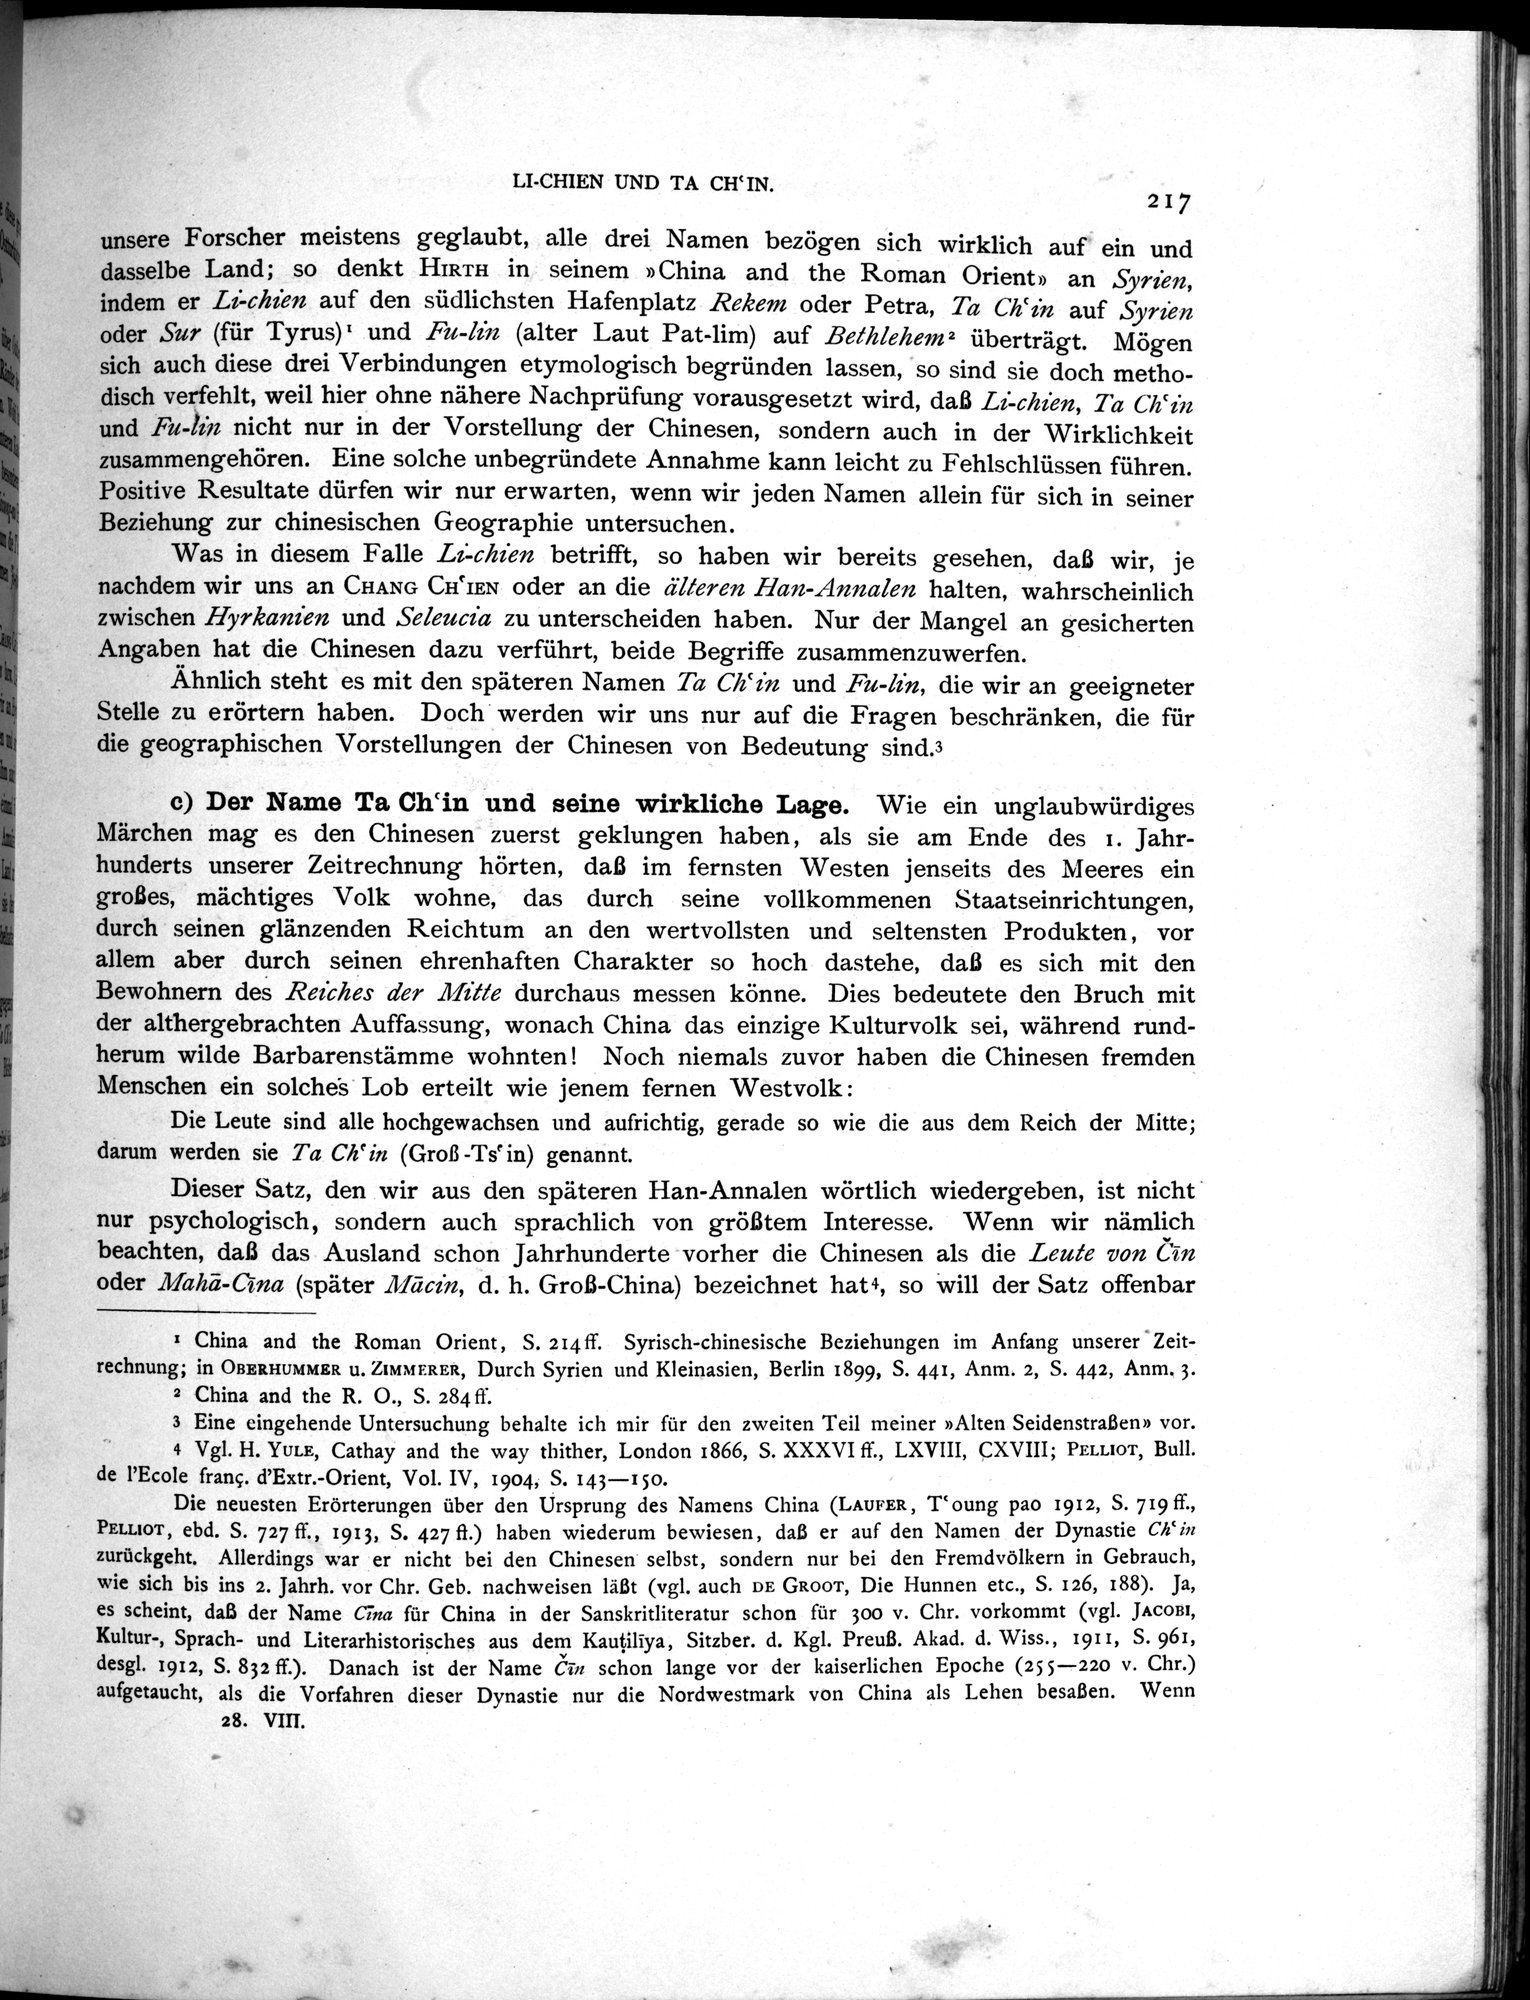 LI-CHIEN UND TA CHʿIN.
217
unsere Forscher meistens geglaubt, alle drei Namen bezögen sich wirklich auf ein und
dasselbe Land; so denkt HIRTH in seinem »China and the Roman Orient» an Syrien,
indem er Li-chien auf den südlichsten Hafenplatz Rekem oder Petra, Ta Chʿin auf Syrien
oder Sur (für Tyrus)¹ und Fu-lin (alter Laut Pat-lim) auf Bethlehem² überträgt. Mögen
sich auch diese drei Verbindungen etymologisch begründen lassen, so sind sie doch metho-
disch verfehlt, weil hier ohne nähere Nachprüfung vorausgesetzt wird, daß Li-chien, Ta Chʿin
und Fu-lin nicht nur in der Vorstellung der Chinesen, sondern auch in der Wirklichkeit
zusammengehören. Eine solche unbegründete Annahme kann leicht zu Fehlschlüssen führen.
Positive Resultate dürfen wir nur erwarten, wenn wir jeden Namen allein für sich in seiner
Beziehung zur chinesischen Geographie untersuchen.
Was in diesem Falle Li-chien betrifft, so haben wir bereits gesehen, daß wir, je
nachdem wir uns an CHANG CHʿIEN oder an die älteren Han-Annalen halten, wahrscheinlich
zwischen Hyrkanien und Seleucia zu unterscheiden haben. Nur der Mangel an gesicherten
Angaben hat die Chinesen dazu verführt, beide Begriffe zusammenzuwerfen.
Ähnlich steht es mit den späteren Namen Ta Chʿin und Fu-lin, die wir an geeigneter
Stelle zu erörtern haben. Doch werden wir uns nur auf die Fragen beschränken, die für
die geographischen Vorstellungen der Chinesen von Bedeutung sind.³
c) Der Name Ta Chʿin und seine wirkliche Lage. Wie ein unglaubwürdiges
Märchen mag es den Chinesen zuerst geklungen haben, als sie am Ende des 1. Jahr-
hunderts unserer Zeitrechnung hörten, daß im fernsten Westen jenseits des Meeres ein
großes, mächtiges Volk wohne, das durch seine vollkommenen Staatseinrichtungen,
durch seinen glänzenden Reichtum an den wertvollsten und seltensten Produkten, vor
allem aber durch seinen ehrenhaften Charakter so hoch dastehe, daß es sich mit den
Bewohnern des Reiches der Mitte durchaus messen könne. Dies bedeutete den Bruch mit
der althergebrachten Auffassung, wonach China das einzige Kulturvolk sei, während rund-
herum wilde Barbarenstämme wohnten! Noch niemals zuvor haben die Chinesen fremden
Menschen ein solches Lob erteilt wie jenem fernen Westvolk:
Die Leute sind alle hochgewachsen und aufrichtig, gerade so wie die aus dem Reich der Mitte;
darum werden sie Ta Chʿin (Groß-Tsʿin) genannt.
Dieser Satz, den wir aus den späteren Han-Annalen wörtlich wiedergeben, ist nicht
nur psychologisch, sondern auch sprachlich von größtem Interesse. Wenn wir nämlich
beachten, daß das Ausland schon Jahrhunderte vorher die Chinesen als die Leute von Čīn
oder Mahā-Cīna (später Mācin, d. h. Groß-China) bezeichnet hat⁴, so will der Satz offenbar
¹ China and the Roman Orient, S. 214ff. Syrisch-chinesische Beziehungen im Anfang unserer Zeit-
rechnung; in OBERHUMMER u. ZIMMERER, Durch Syrien und Kleinasien, Berlin 1899, S. 441, Anm. 2, S. 442, Anm. 3.
² China and the R. O., S. 284ff.
³ Eine eingehende Untersuchung behalte ich mir für den zweiten Teil meiner »Alten Seidenstraßen» vor.
⁴ Vgl. H. YULE, Cathay and the way thither, London 1866, S. XXXVI ff., LXVIII, CXVIII; PELLIOT, Bull.
de l'Ecole franç. d'Extr.-Orient, Vol. IV, 1904, S. 143—150.
Die neuesten Erörterungen über den Ursprung des Namens China (LAUFER, Tʿoung pao 1912, S. 719 ff.,
PELLIOT, ebd. S. 727 ff., 1913, S. 427 ft.) haben wiederum bewiesen, daß er auf den Namen der Dynastie Chʿin
zurückgeht. Allerdings war er nicht bei den Chinesen selbst, sondern nur bei den Fremdvölkern in Gebrauch,
wie sich bis ins 2. Jahrh. vor Chr. Geb. nachweisen läßt (vgl. auch DE GROOT, Die Hunnen etc., S. 126, 188). Ja,
es scheint, daß der Name Cīna für China in der Sanskritliteratur schon für 300 v. Chr. vorkommt (vgl. JACOBI,
Kultur-, Sprach- und Literarhistorisches aus dem Kauṭilīya, Sitzber. d. Kgl. Preuß. Akad. d. Wiss., 1911, S. 961,
desgl. 1912, S. 832 ff.). Danach ist der Name Čīn schon lange vor der kaiserlichen Epoche (255—220 v. Chr.)
aufgetaucht, als die Vorfahren dieser Dynastie nur die Nordwestmark von China als Lehen besaßen. Wenn
28. VIII.